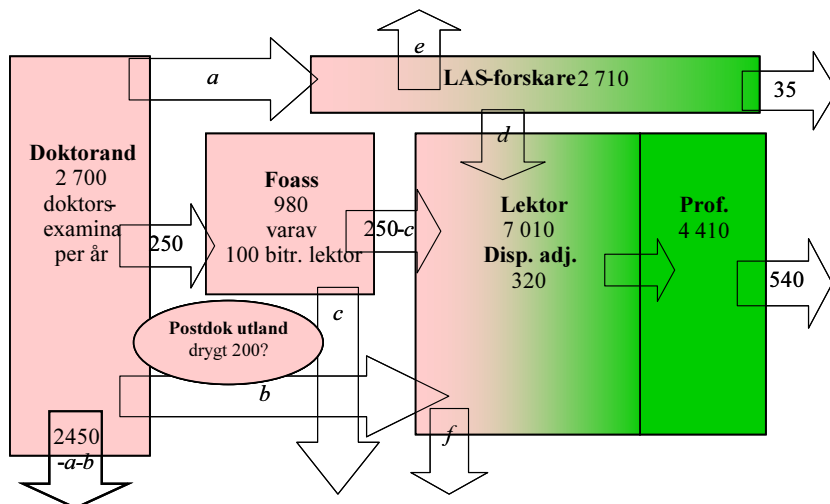 e
a
LAS-forskare 2 710
35
d
Doktorand
2 700
doktors-
examina
per år
250
Foass
980
varav
100 bitr. lektor
250-c
Lektor
7 010
Disp. adj.
320
Prof.
4 410
540
Postdok utland
drygt 200?
c
b
2450
-a-b
f